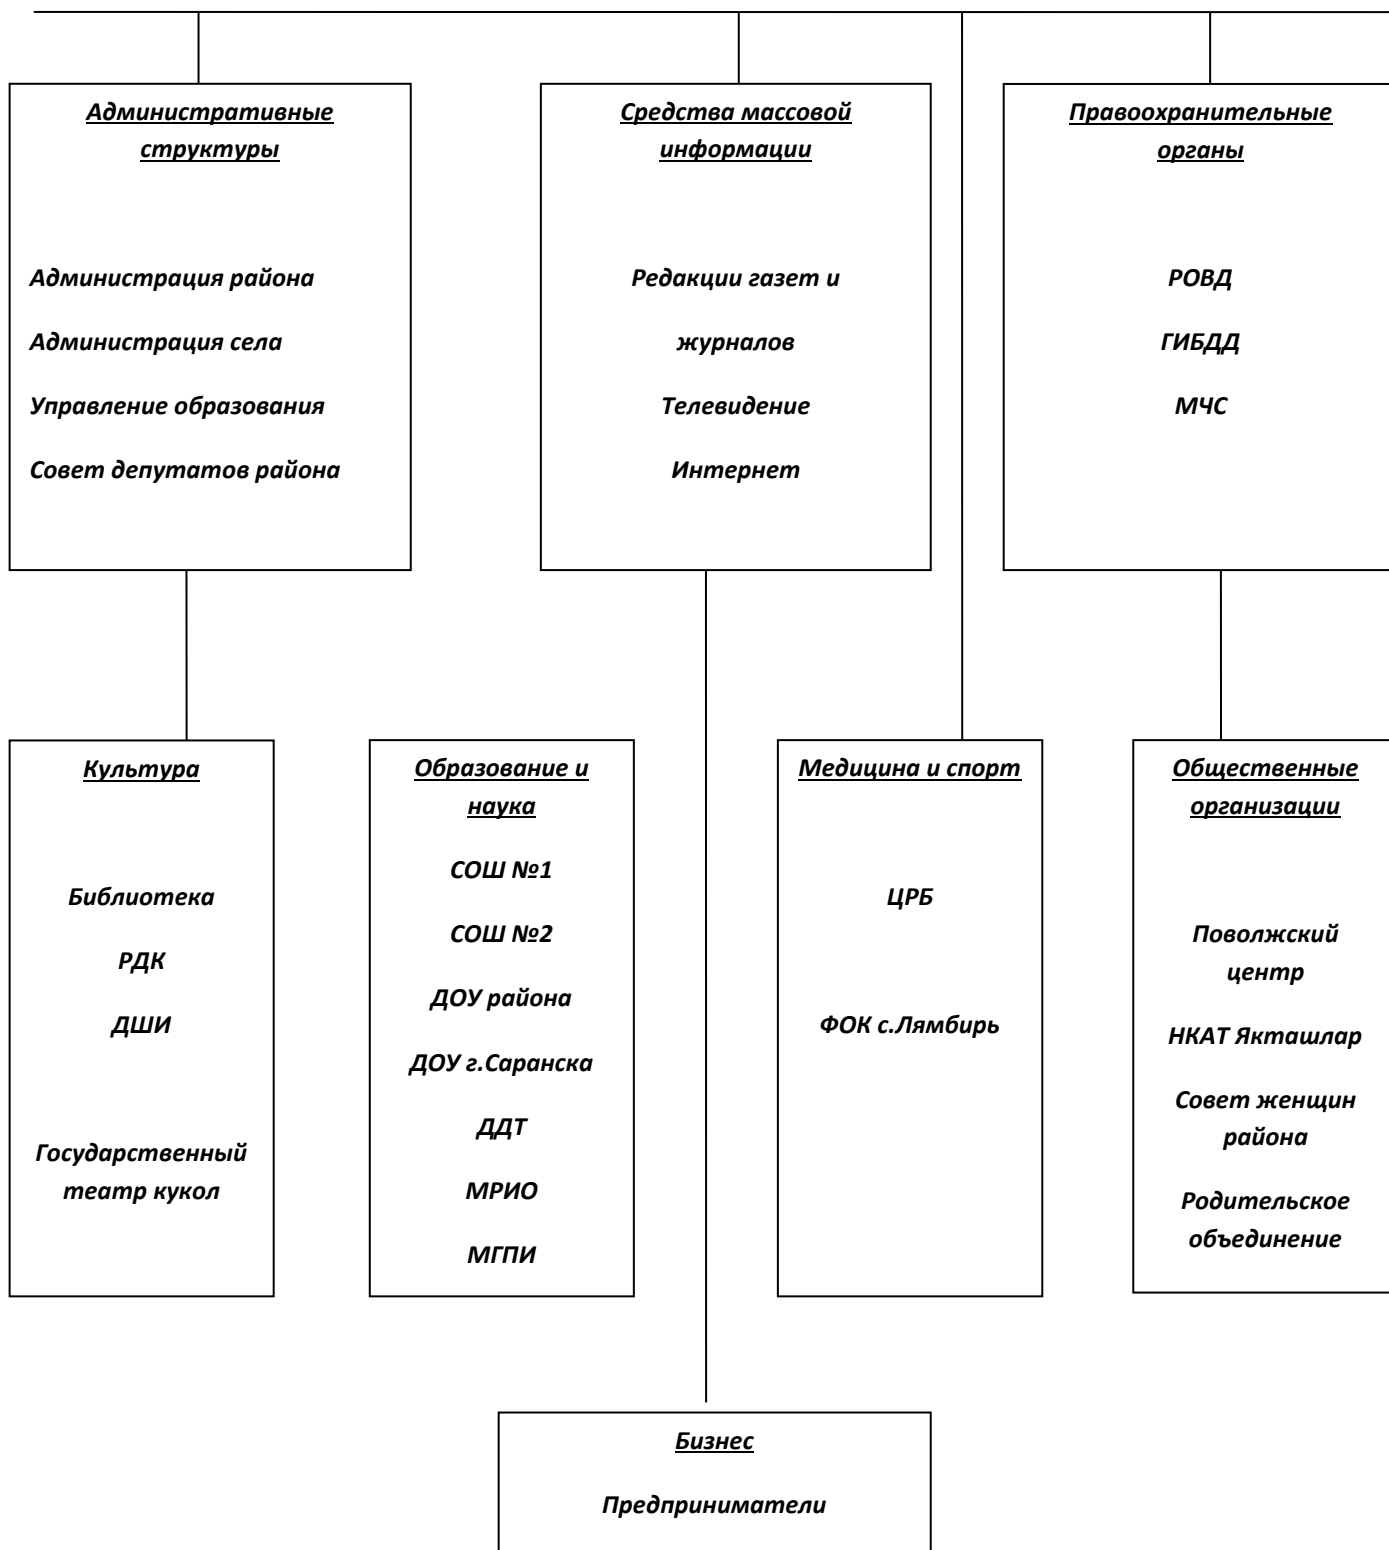 Административные
структуры
Администрация района
Администрация села
Управление образования
Совет депутатов района
Средства массовой
информации
Редакции газет и
журналов
Телевидение
Интернет
Правоохранительные
органы
РОВД
ГИБДД
МЧС
Культура
Библиотека
РДК
ДШИ
Государственный
театр кукол
Образование и
наука
СОШ №1
СОШ №2
ДОУ района
ДОУ г.Саранска
ДДТ
МРИО
МГПИ
Медицина и спорт
ЦРБ
ФОК с.Лямбирь
Общественные
организации
Поволжский
центр
НКАТ Якташлар
Совет женщин
района
Родительское
объединение
Бизнес
Предприниматели